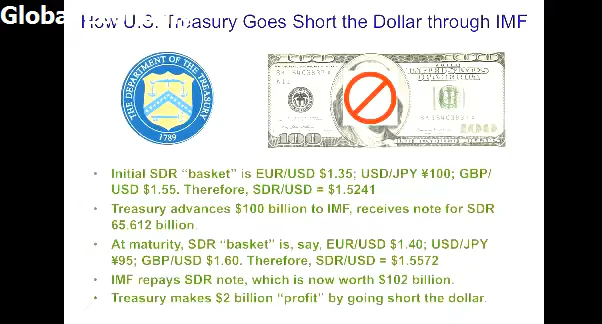 Globa
How U.S. Treasury Goes Short the Dollar through IMF
THE DEPARTMENT OF THE TREASURY
1789
100
• Initial SDR “basket” is EUR/USD $1.35; USD/JPY ¥100; GBP/
USD $1.55. Therefore, SDR/USD = $1.5241
• Treasury advances $100 billion to IMF, receives note for SDR
65.612 billion.
• At maturity, SDR “basket” is, say, EUR/USD $1.40; USD/JPY
¥95; GBP/USD $1.60. Therefore, SDR/USD = $1.5572
• IMF repays SDR note, which is now worth $102 billion.
• Treasury makes $2 billion “profit” by going short the dollar.